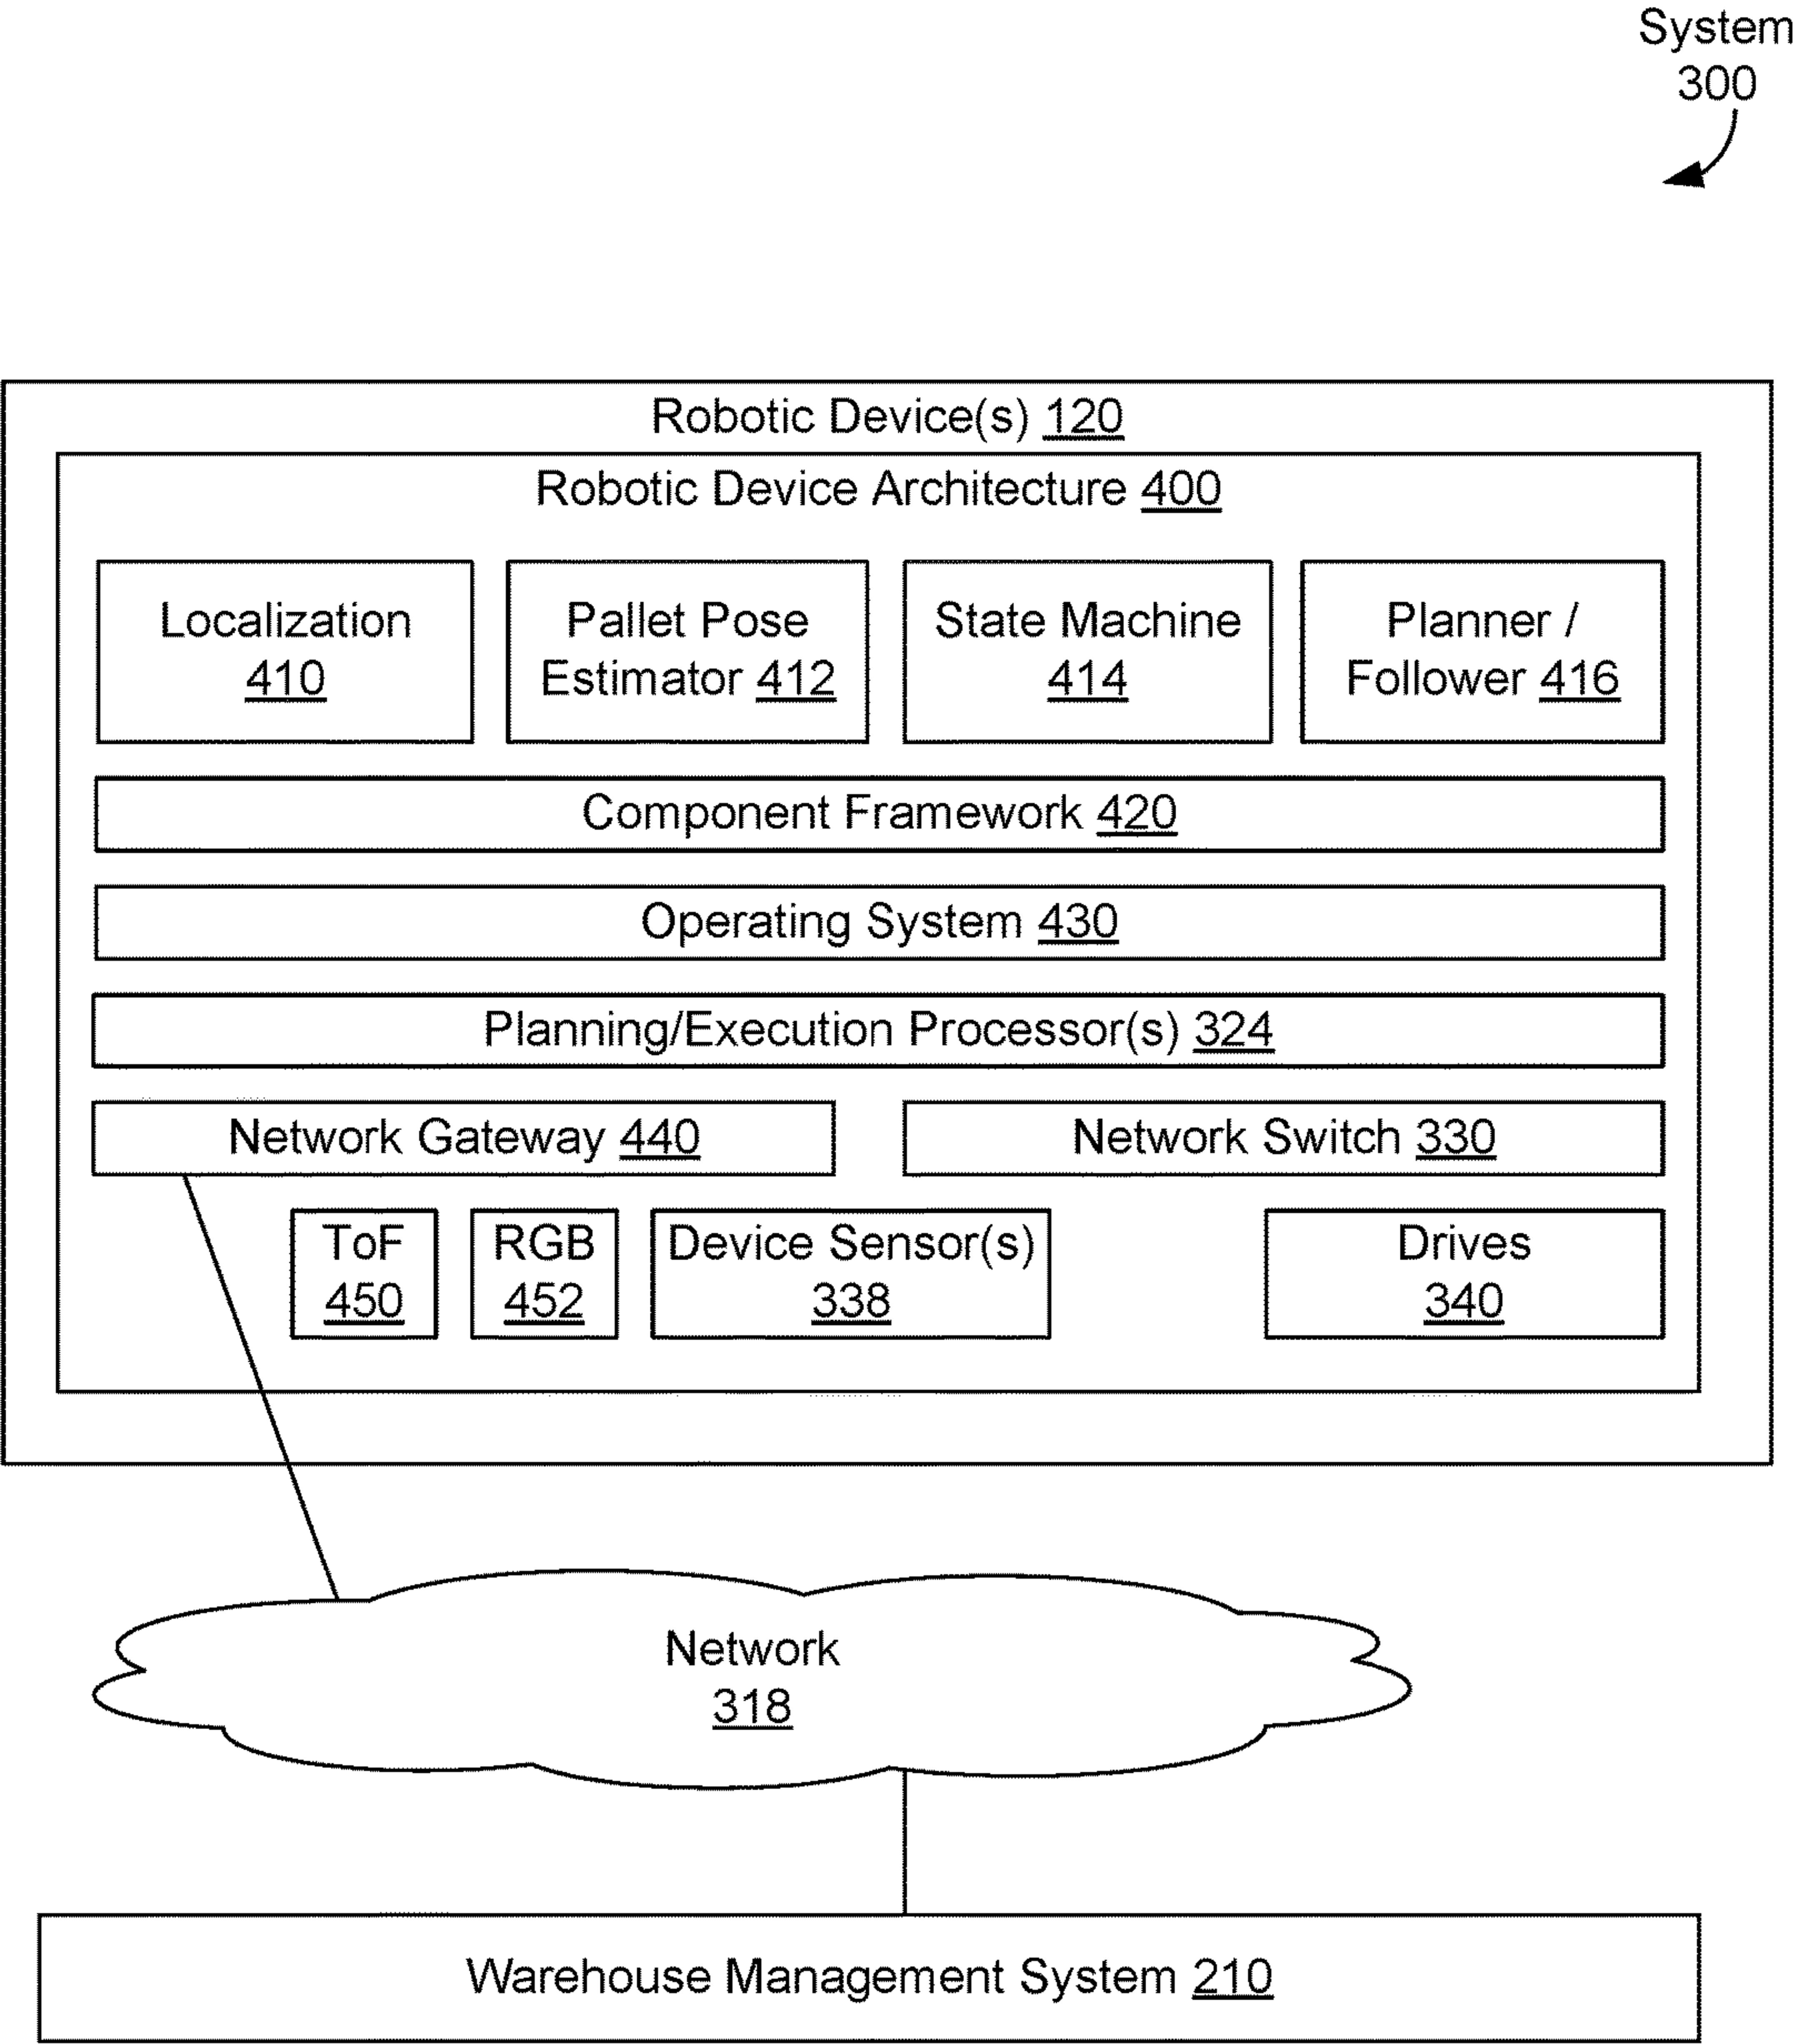 System
300
Robotic Device(s) 120
Robotic Device Architecture 400
Localization
410
Pallet Pose
Estimator 412
State Machine
414
Planner /
Follower 416
Component Framework 420
Operating System 430
Planning/Execution Processor(s) 324
Network Gateway 440
Network Switch 330
ToF
450
RGB
452
Device Sensor(s)
338
Drives
340
Network
318
Warehouse Management System 210